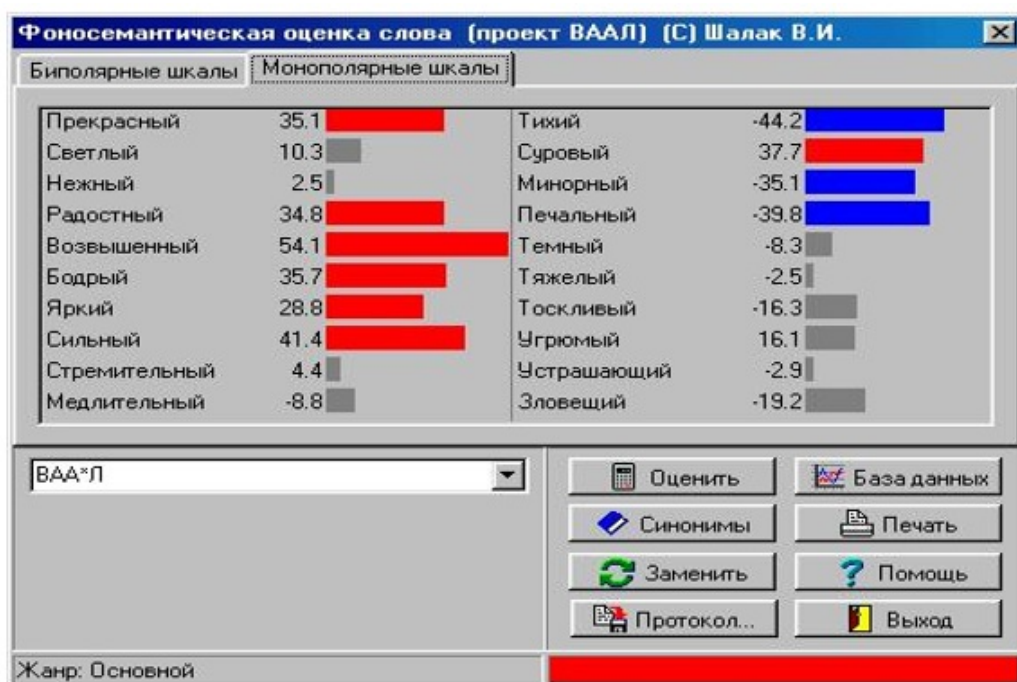 Фоносемантическая оценка слова (проект ВААЛ) (C) Шалак В.И.
Биполярные шкалы Монополярные шкалы
Прекрасный 35.1 Тихий -44.2
Светлый 10.3 Суровый 37.7
Нежный 2.5 Минорный -35.1
Радостный 34.8 Печальный -39.8
Возвышенный 54.1 Темный -8.3
Бодрый 35.7 Тяжелый -2.5
Яркий 28.8 Тоскливый -16.3
Сильный 41.4 Угрюмый 16.1
Стремительный 4.4 Устрашающий -2.9
Медлительный -8.8 Зловещий -19.2
ВАА*Л
Оценить База данных
Синонимы Печать
Заменить Помощь
Протокол... Выход
Жанр: Основной